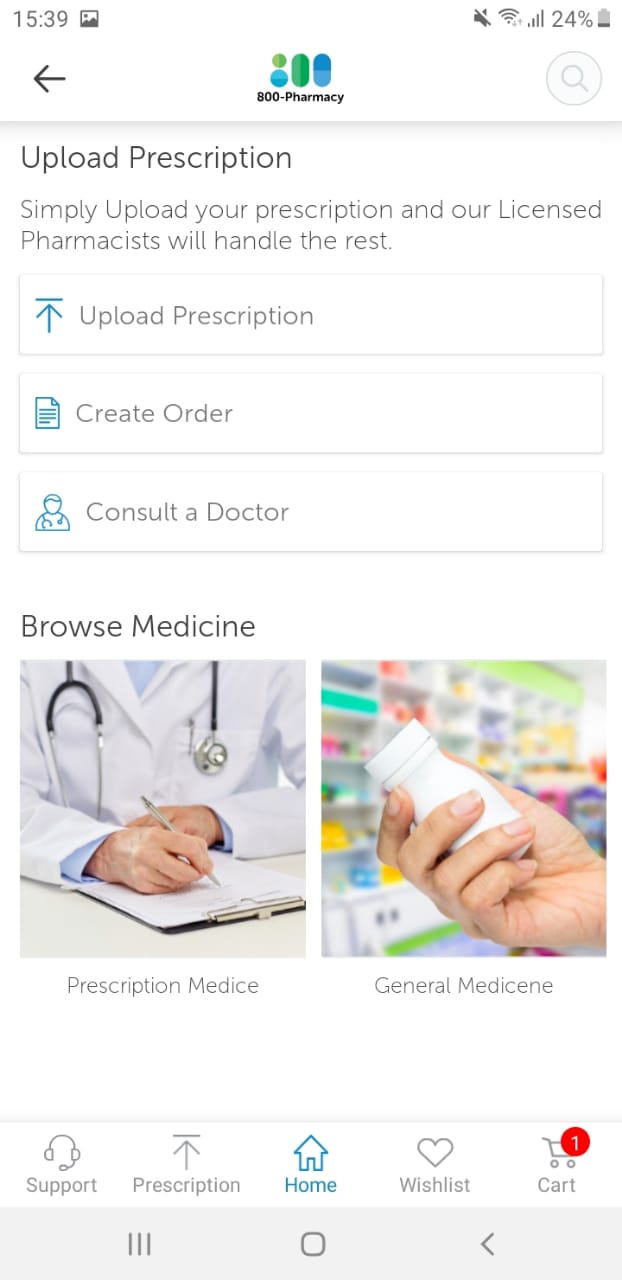 15:39 24%
800-Pharmacy
Upload Prescription
Simply Upload your prescription and our Licensed
Pharmacists will handle the rest.
Upload Prescription
Create Order
Consult a Doctor
Browse Medicine
Prescription Medice
General Medicene
1
Support Prescription Home Wishlist Cart